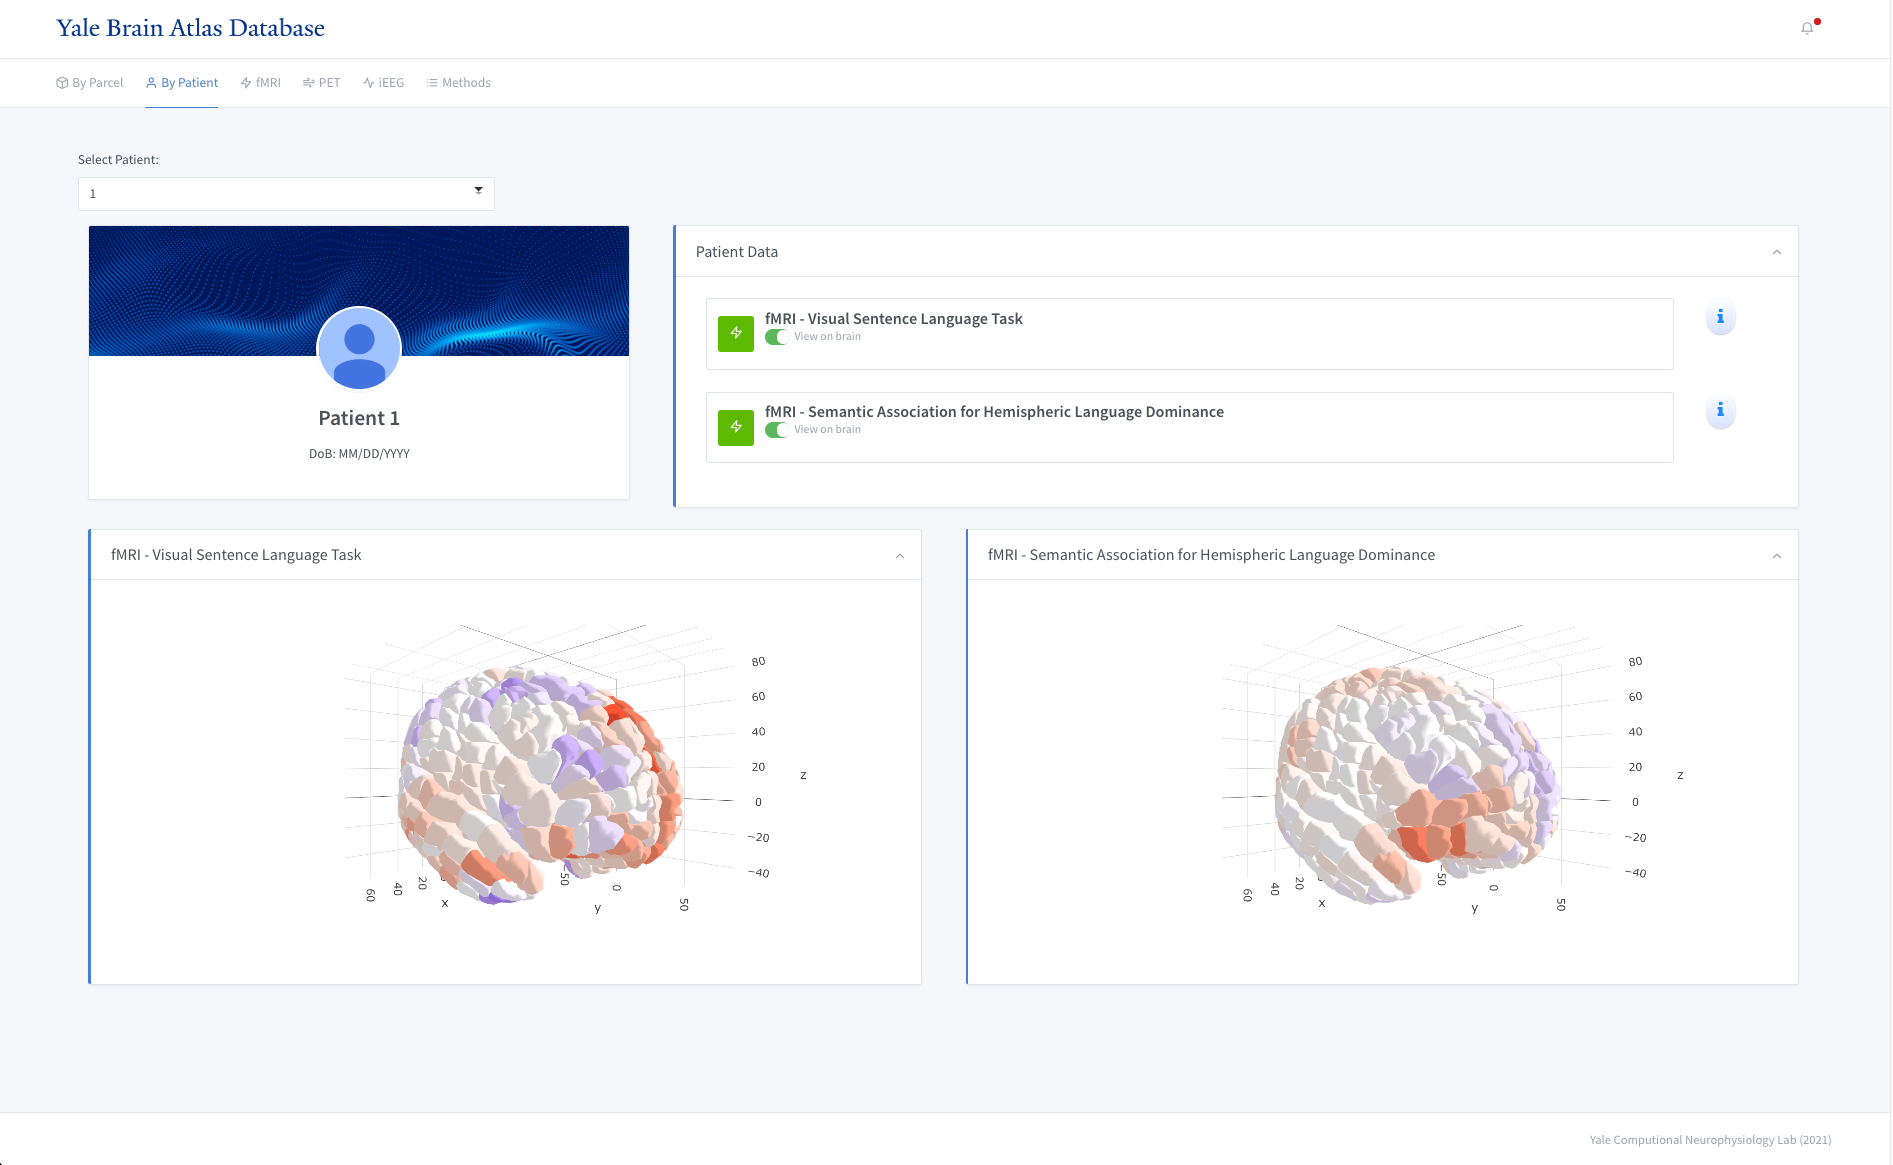 Yale Brain Atlas Database
By Parcel By Patient fMRI PET iEEG Methods
Select Patient:
1
Patient 1
DoB: MM/DD/YYYY
Patient Data
fMRI - Visual Sentence Language Task
View on brain
fMRI - Semantic Association for Hemispheric Language Dominance
View on brain
fMRI - Visual Sentence Language Task
80
60
40
20
0
−20
−40
z
60
40
20
x
−50
0
50
y
fMRI - Semantic Association for Hemispheric Language Dominance
80
60
40
20
0
−20
−40
z
60
40
20
x
−50
0
50
y
Yale Computional Neurophysiology Lab (2021)